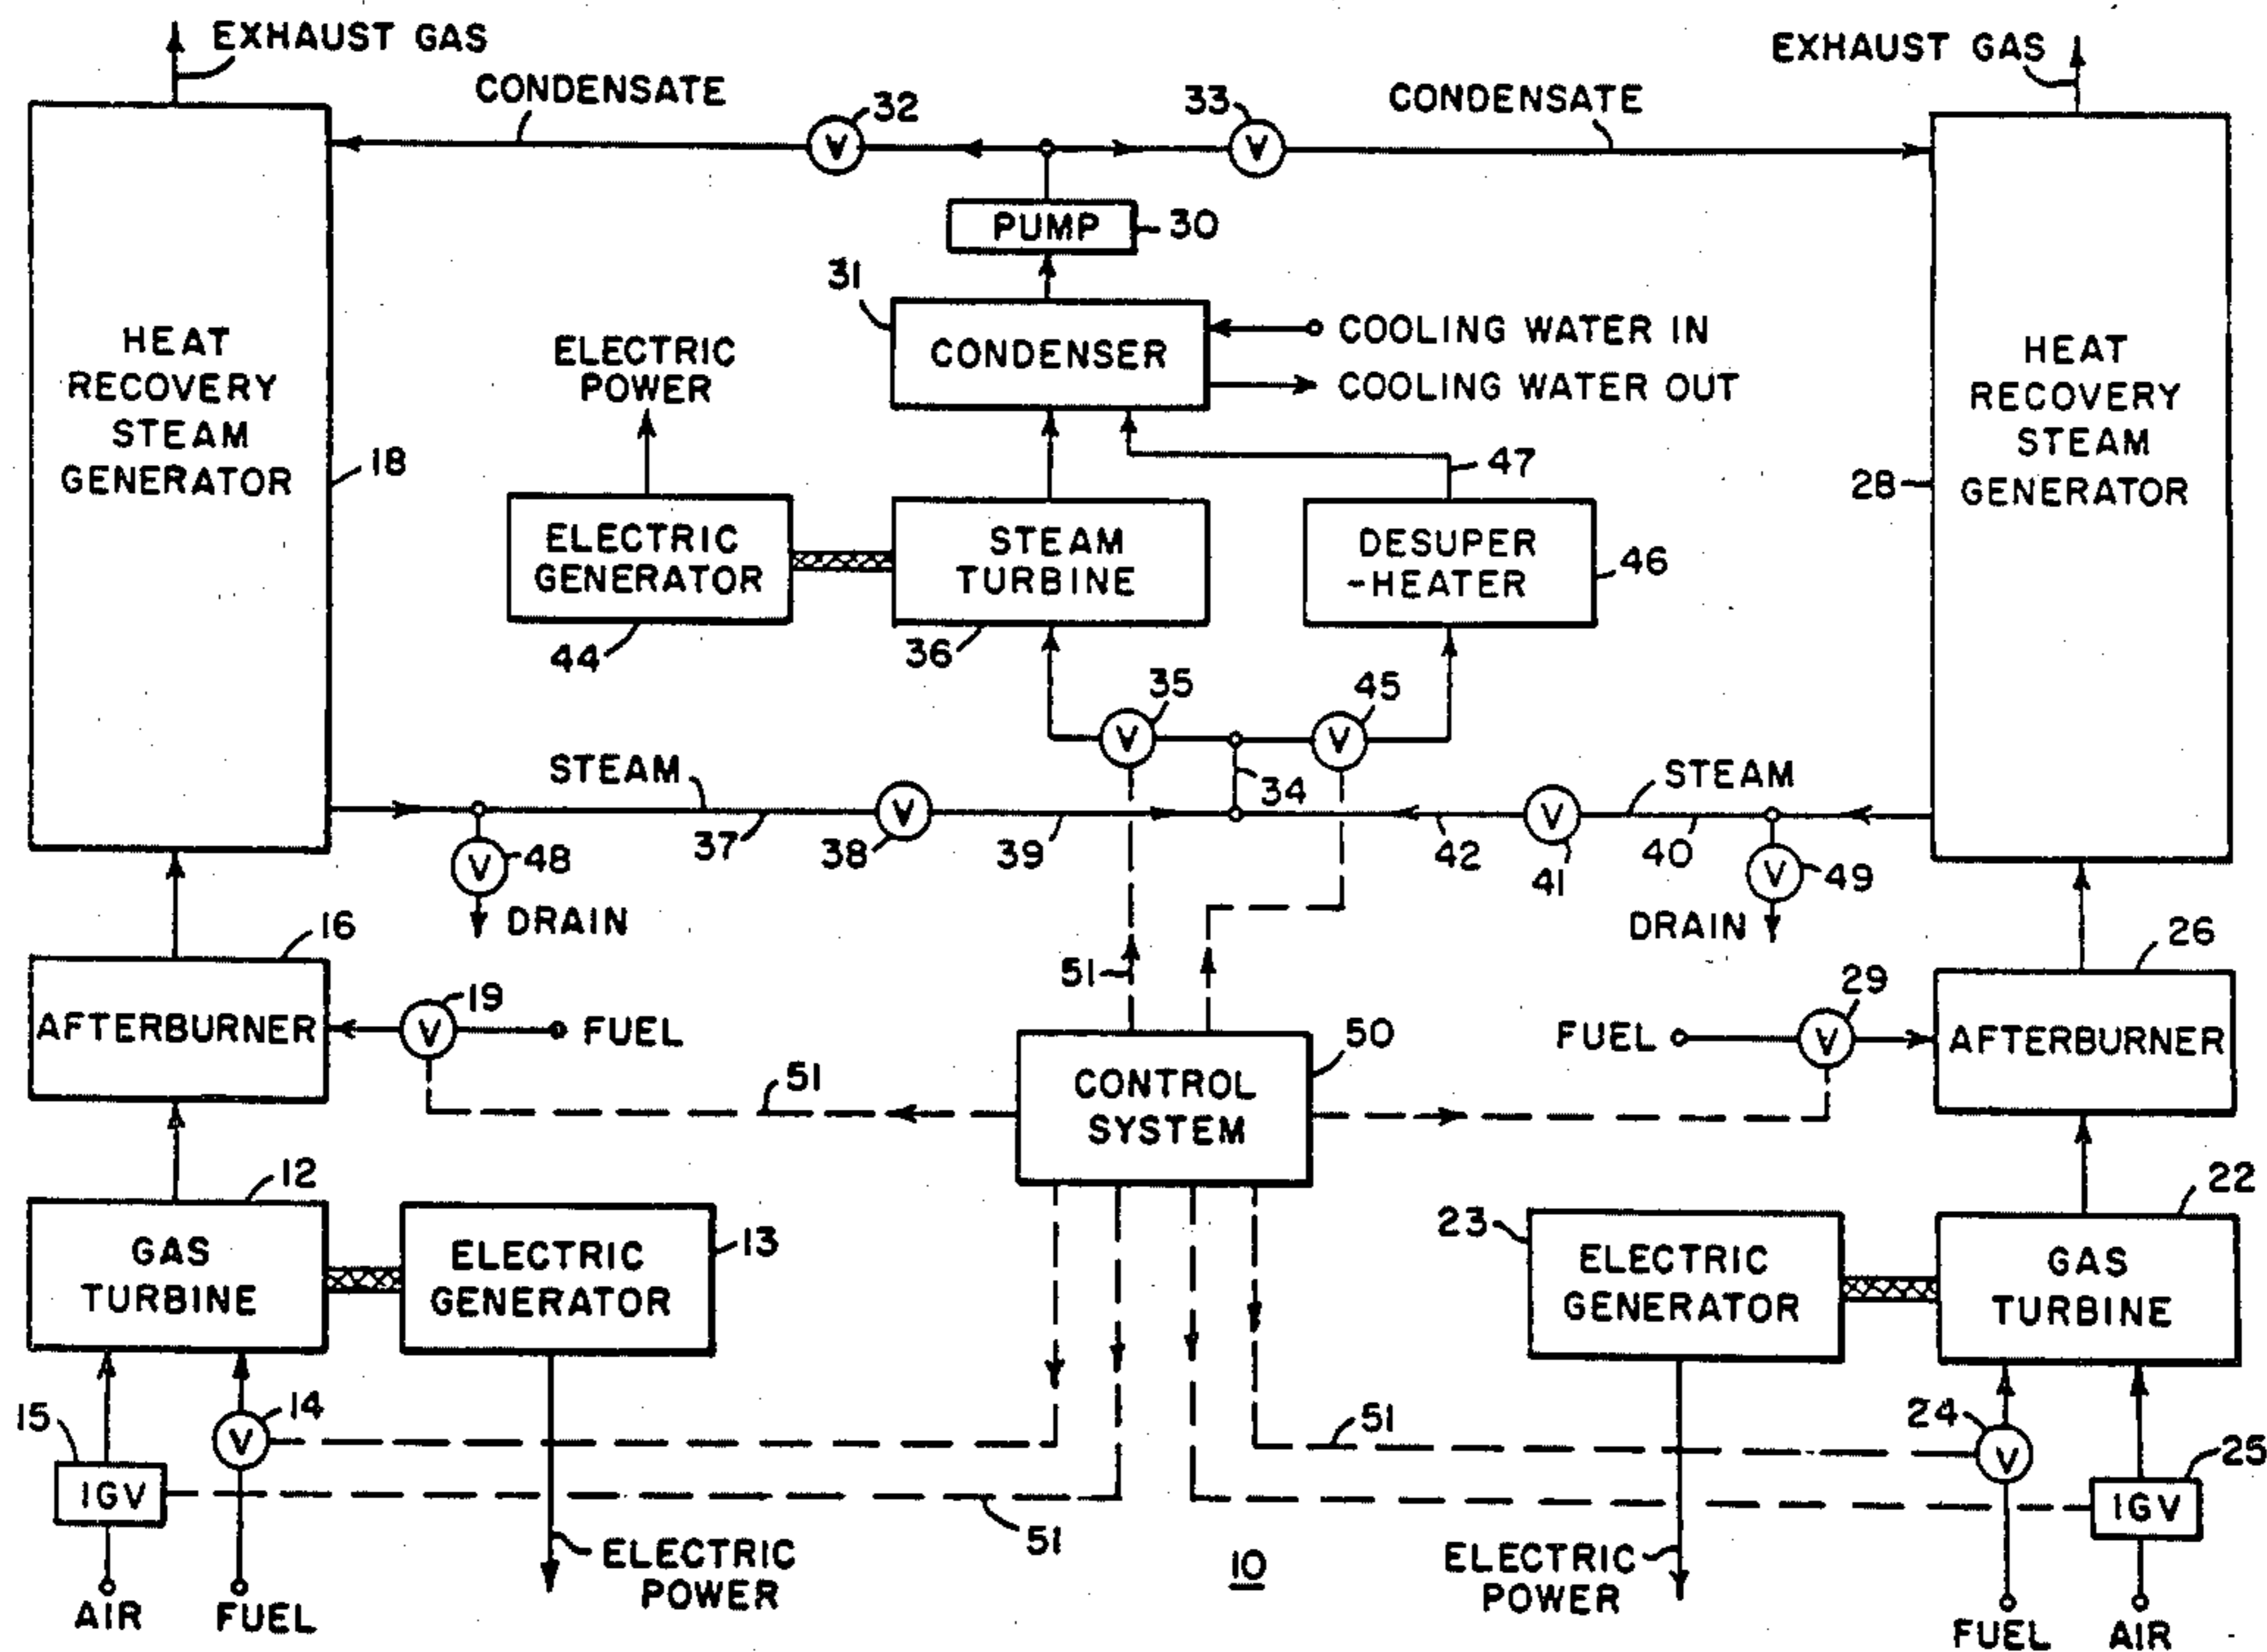 EXHAUST GAS
EXHAUST GAS
CONDENSATE
32
33
CONDENSATE
V
V
PUMP
30
31
CONDENSER
COOLING WATER IN
COOLING WATER OUT
HEAT
RECOVERY
STEAM
GENERATOR
18
ELECTRIC
POWER
HEAT
RECOVERY
STEAM
GENERATOR
28
47
ELECTRIC
GENERATOR
44
STEAM
TURBINE
36
DESUPER
-HEATER
46
35
45
V
V
STEAM
34
STEAM
37
V
38
39
42
V
41
40
V
48
DRAIN
V
49
DRAIN
16
26
AFTERBURNER
19
V
FUEL
51
50
CONTROL
SYSTEM
51
FUEL
29
V
AFTERBURNER
12
GAS
TURBINE
ELECTRIC
GENERATOR
13
23
ELECTRIC
GENERATOR
22
GAS
TURBINE
15
14
V
IGV
51
51
24
V
25
IGV
AIR
FUEL
ELECTRIC
POWER
10
ELECTRIC
POWER
FUEL
AIR